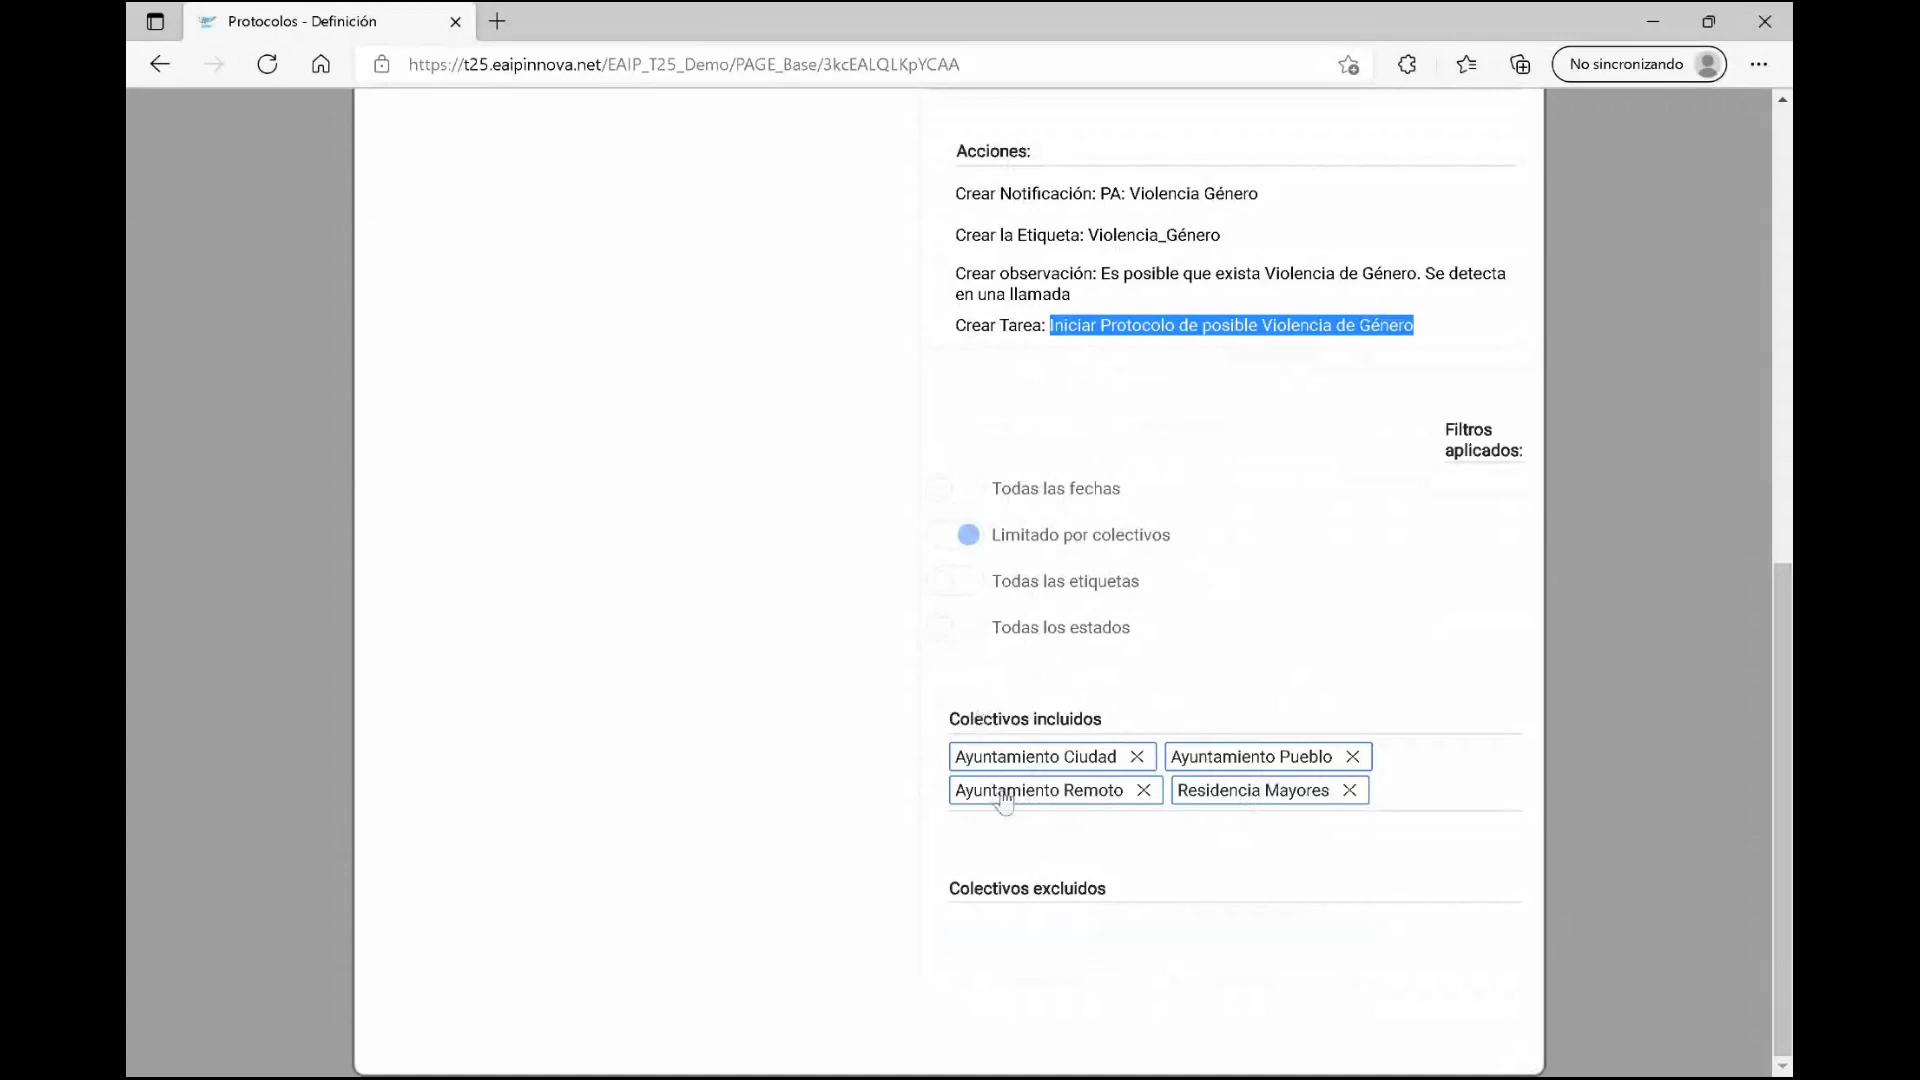 Protocolos - Definición
https://t25.eaipinnova.net/EAIP_T25_Demo/PAGE_Base/3kcEALQLKpYCAA
No sincronizando
Acciones:
Crear Notificación: PA: Violencia Género
Crear la Etiqueta: Violencia_Género
Crear observación: Es posible que exista Violencia de Género. Se detecta
en una llamada
Crear Tarea: Iniciar Protocolo de posible Violencia de Género
Filtros
aplicados:
Todas las fechas
Limitado por colectivos
Todas las etiquetas
Todas los estados
Colectivos incluidos
Ayuntamiento Ciudad
Ayuntamiento Pueblo
Ayuntamiento Remoto
Residencia Mayores
Colectivos excluidos